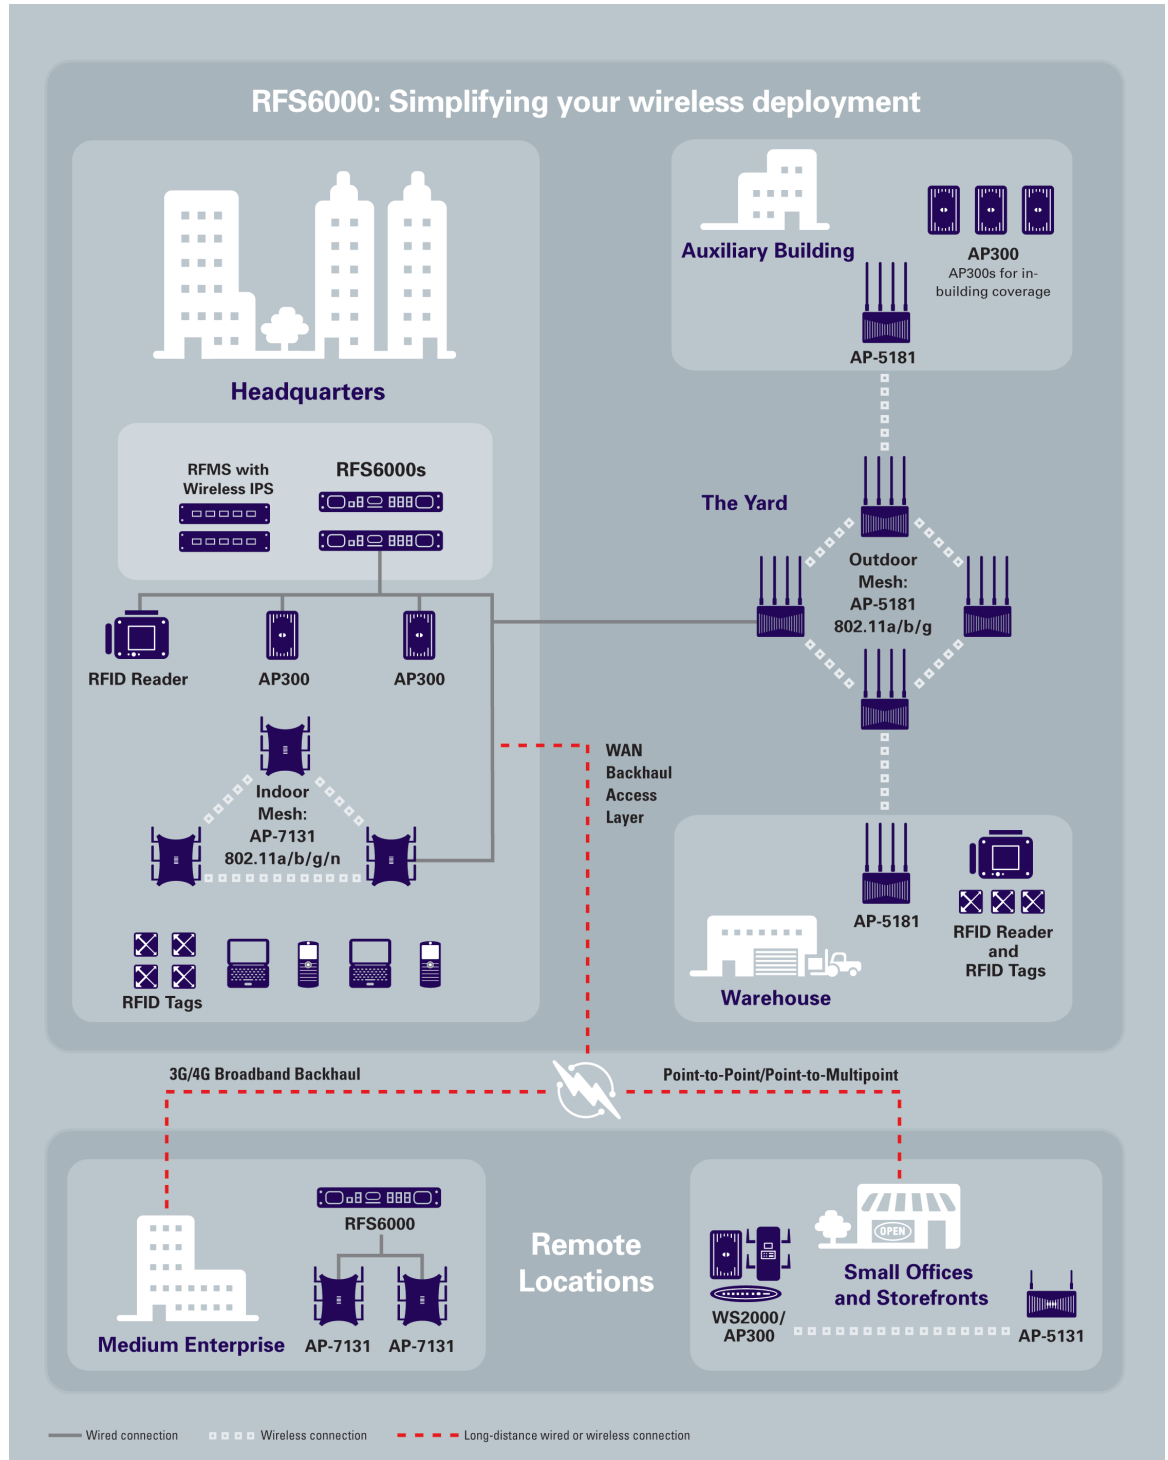 RFS6000: Simplifying your wireless deployment
Headquarters
RFMS with
Wireless IPS
RFS6000s
RFID Reader
AP300
AP300
Indoor
Mesh:
AP-7131
802.11a/b/g/n
RFID Tags
Auxiliary Building
AP300
AP300s for in-
building coverage
AP-5181
The Yard
Outdoor
Mesh:
AP-5181
802.11a/b/g
WAN
Backhaul
Access
Layer
AP-5181
RFID Reader
and
RFID Tags
Warehouse
3G/4G Broadband Backhaul
Point-to-Point/Point-to-Multipoint
RFS6000
Medium Enterprise
AP-7131
AP-7131
Remote
Locations
OPEN
Small Offices
and Storefronts
WS2000/
AP300
AP-5131
Wired connection
Wireless connection
Long-distance wired or wireless connection